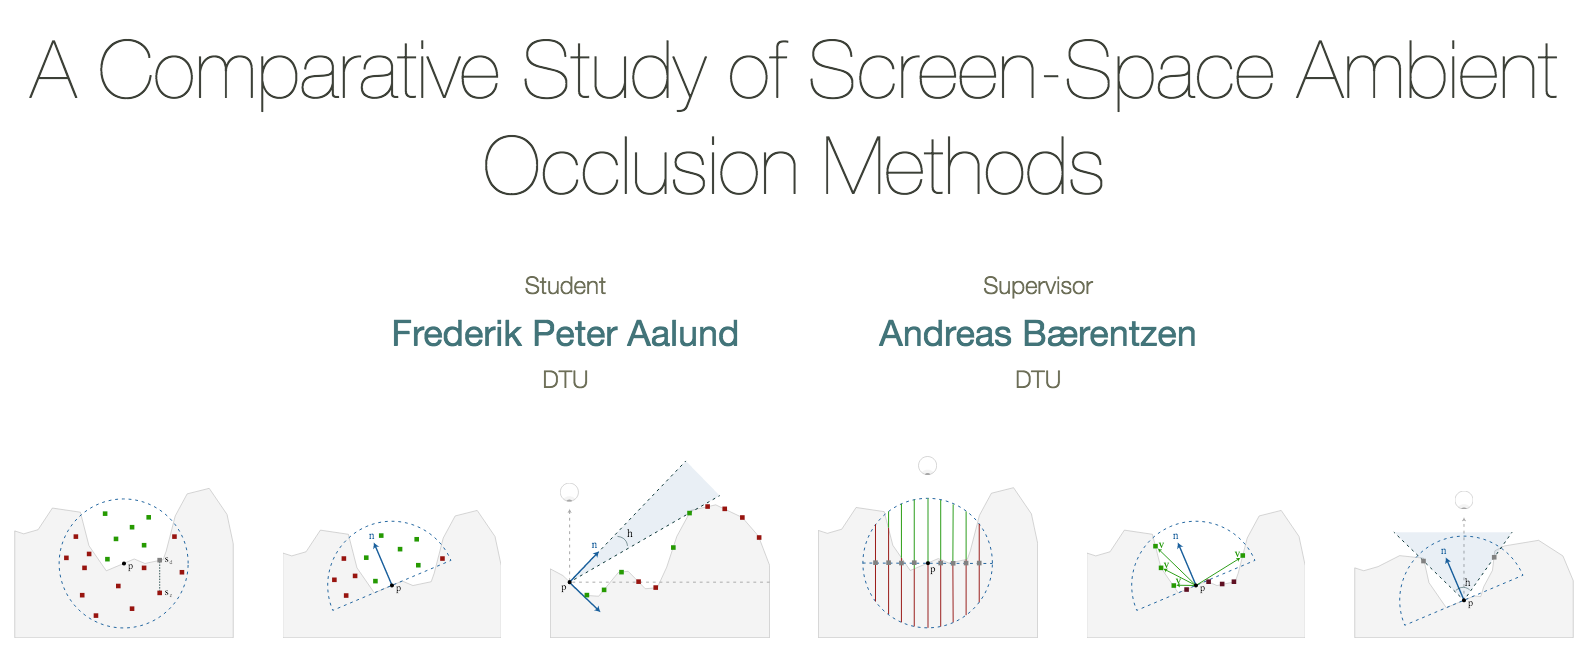 A Comparative Study of Screen-Space Ambient
Occlusion Methods
Student
Supervisor
Frederik Peter Aalund
Andreas Bærentzen
DTU
DTU
p
n
p
n
h
p
p
n
v
v
v
v
p
n
h
p